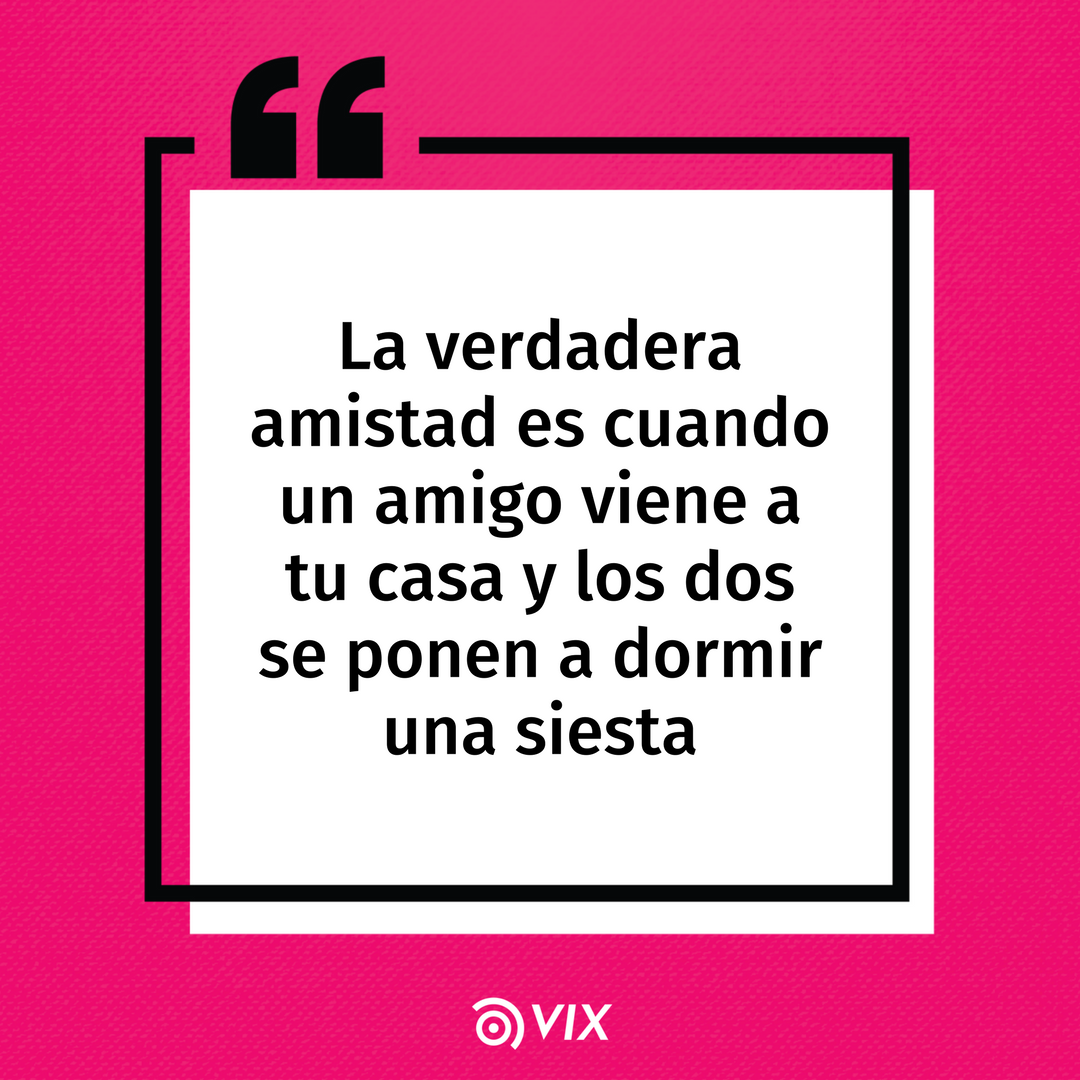 “
La verdadera
amistad es cuando
un amigo viene a
tu casa y los dos
se ponen a dormir
una siesta
VIX